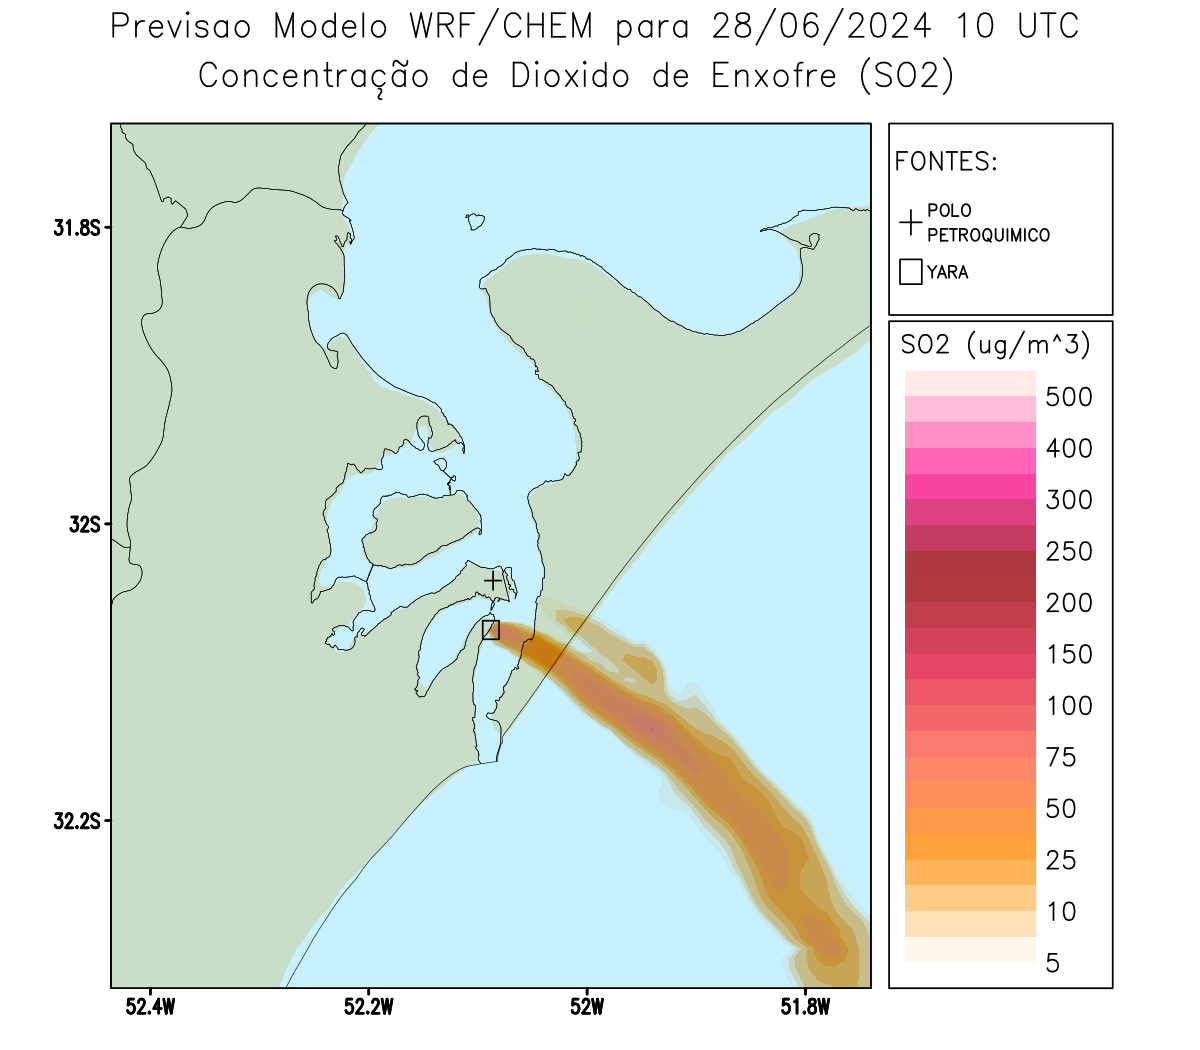 Previsao Modelo WRF/CHEM para 28/06/2024 10 UTC
Concentração de Dioxido de Enxofre (SO2)
FONTES:
POLO
PETROQUIMICO
YARA
31.8S
32S
32.2S
52.4W
52.2W
52W
51.8W
SO2 (ug/m^3)
500
400
300
250
200
150
100
75
50
25
10
5